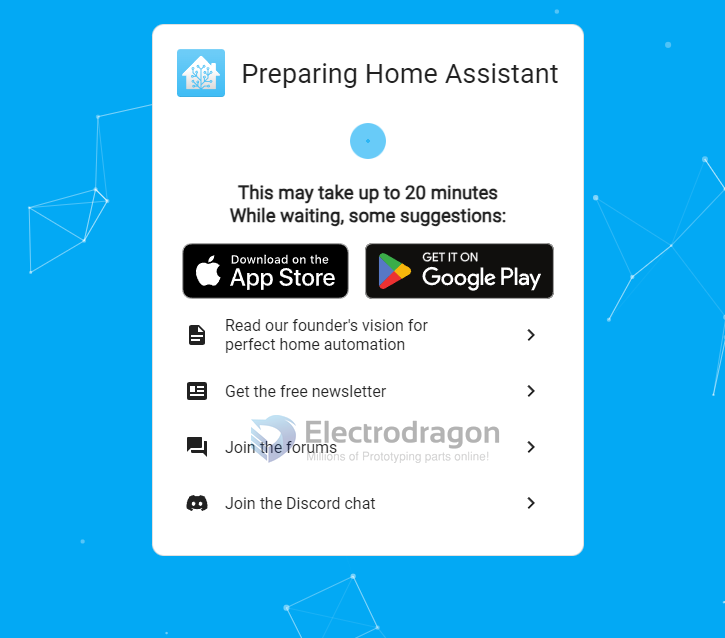 Preparing Home Assistant
This may take up to 20 minutes
While waiting, some suggestions:
Download on the
App Store
GET IT ON
Google Play
Read our founder's vision for
perfect home automation
Get the free newsletter
Electrodragon
Join the forums
Millions of Prototyping parts online!
Join the Discord chat